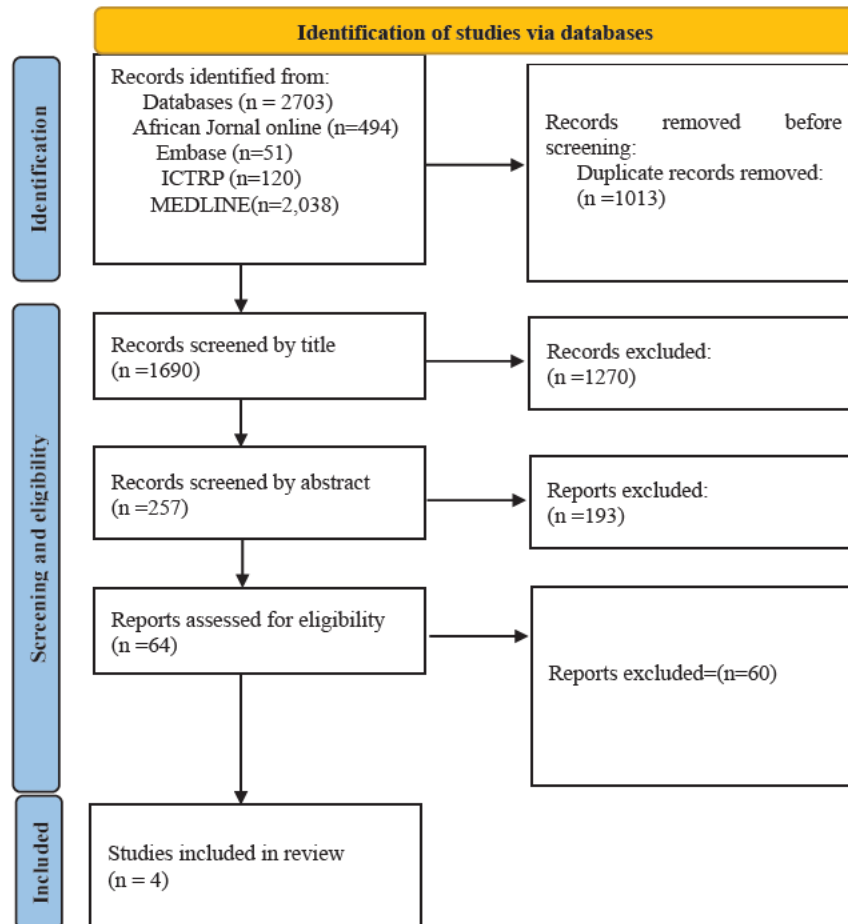 Identification of studies via databases
Identification
Records identified from:
Databases (n = 2703)
African Jornal online (n=494)
Embase (n=51)
ICTRP (n=120)
MEDLINE(n=2,038)
Records removed before
screening:
Duplicate records removed:
(n =1013)
Screening and eligibility
Records screened by title
(n =1690)
Records excluded:
(n =1270)
Records screened by abstract
(n =257)
Reports excluded:
(n =193)
Reports assessed for eligibility
(n =64)
Reports excluded=(n=60)
Included
Studies included in review
(n = 4)